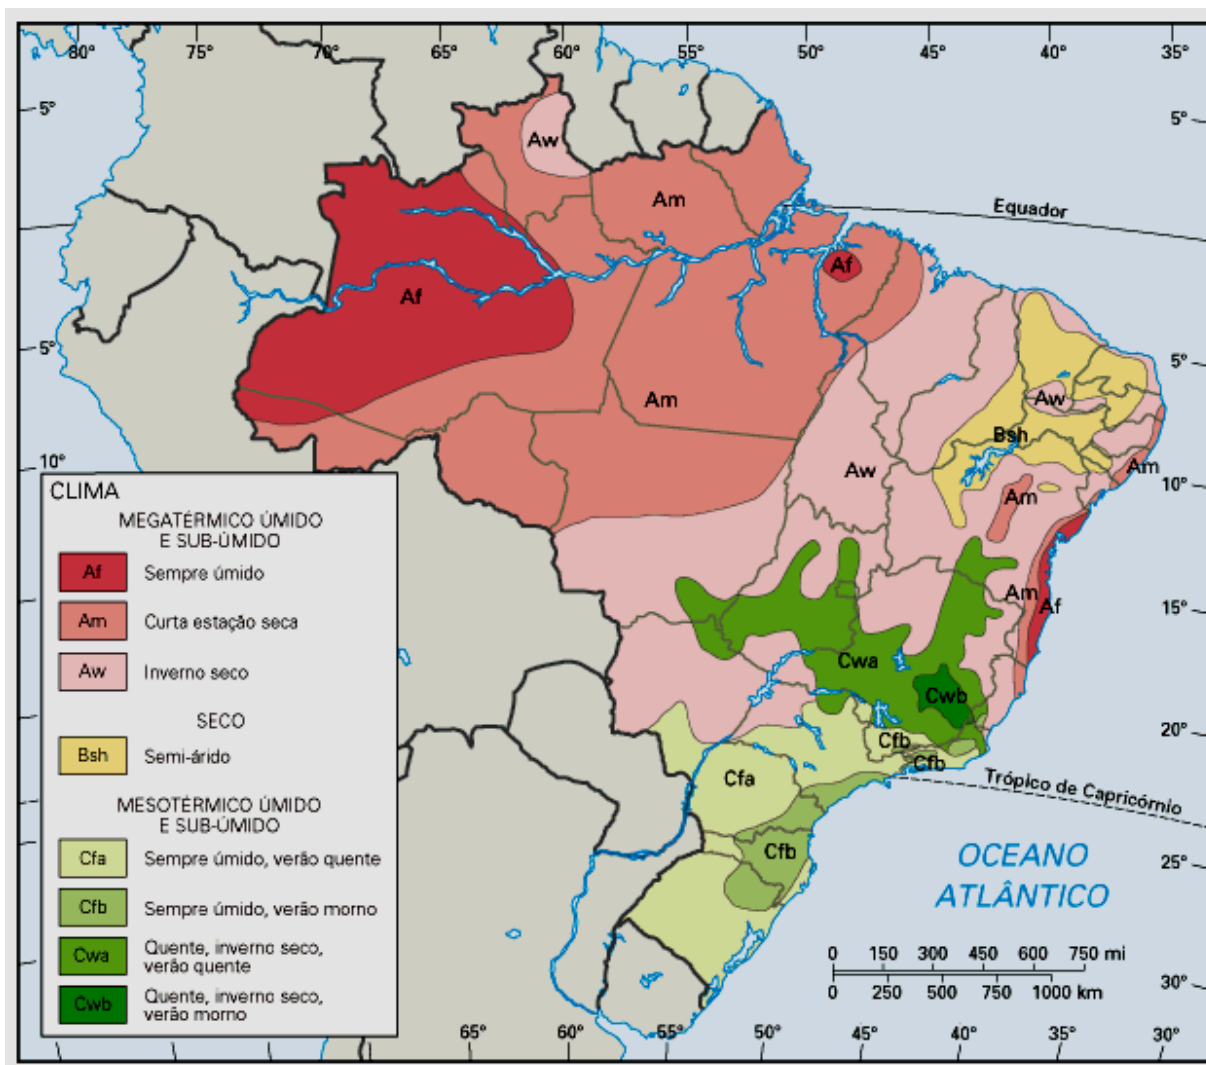 80° 75° 70° 65° 60° 55° 50° 45° 40° 35°
5° 5°
Aw
Am
Equador
Af
Af
5° 5°
Am
Aw
Bsh
10° Aw Am 10°
Am
Am
Af
15°
Cwa
Cwb
20°
Cfb
Cfb
Cfa
Trópico de Capricórnio
Cfb
25°
OCEANO
ATLÂNTICO
0 150 300 450 600 750 mi
0 250 500 750 1000 km
30°
65° 60° 55° 50° 45° 40° 35° 30°
CLIMA
MEGATÉRMICO ÚMIDO
E SUB-ÚMIDO
Af Sempre úmido
Am Curta estação seca
Aw Inverno seco
SECO
Bsh Semi-árido
MESOTÉRMICO ÚMIDO
E SUB-ÚMIDO
Cfa Sempre úmido, verão quente
Cfb Sempre úmido, verão morno
Cwa Quente, inverno seco,
verão quente
Cwb Quente, inverno seco,
verão morno